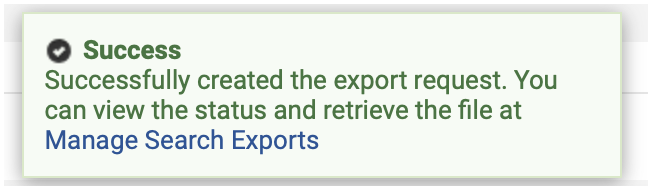 Success
Successfully created the export request. You
can view the status and retrieve the file at
Manage Search Exports